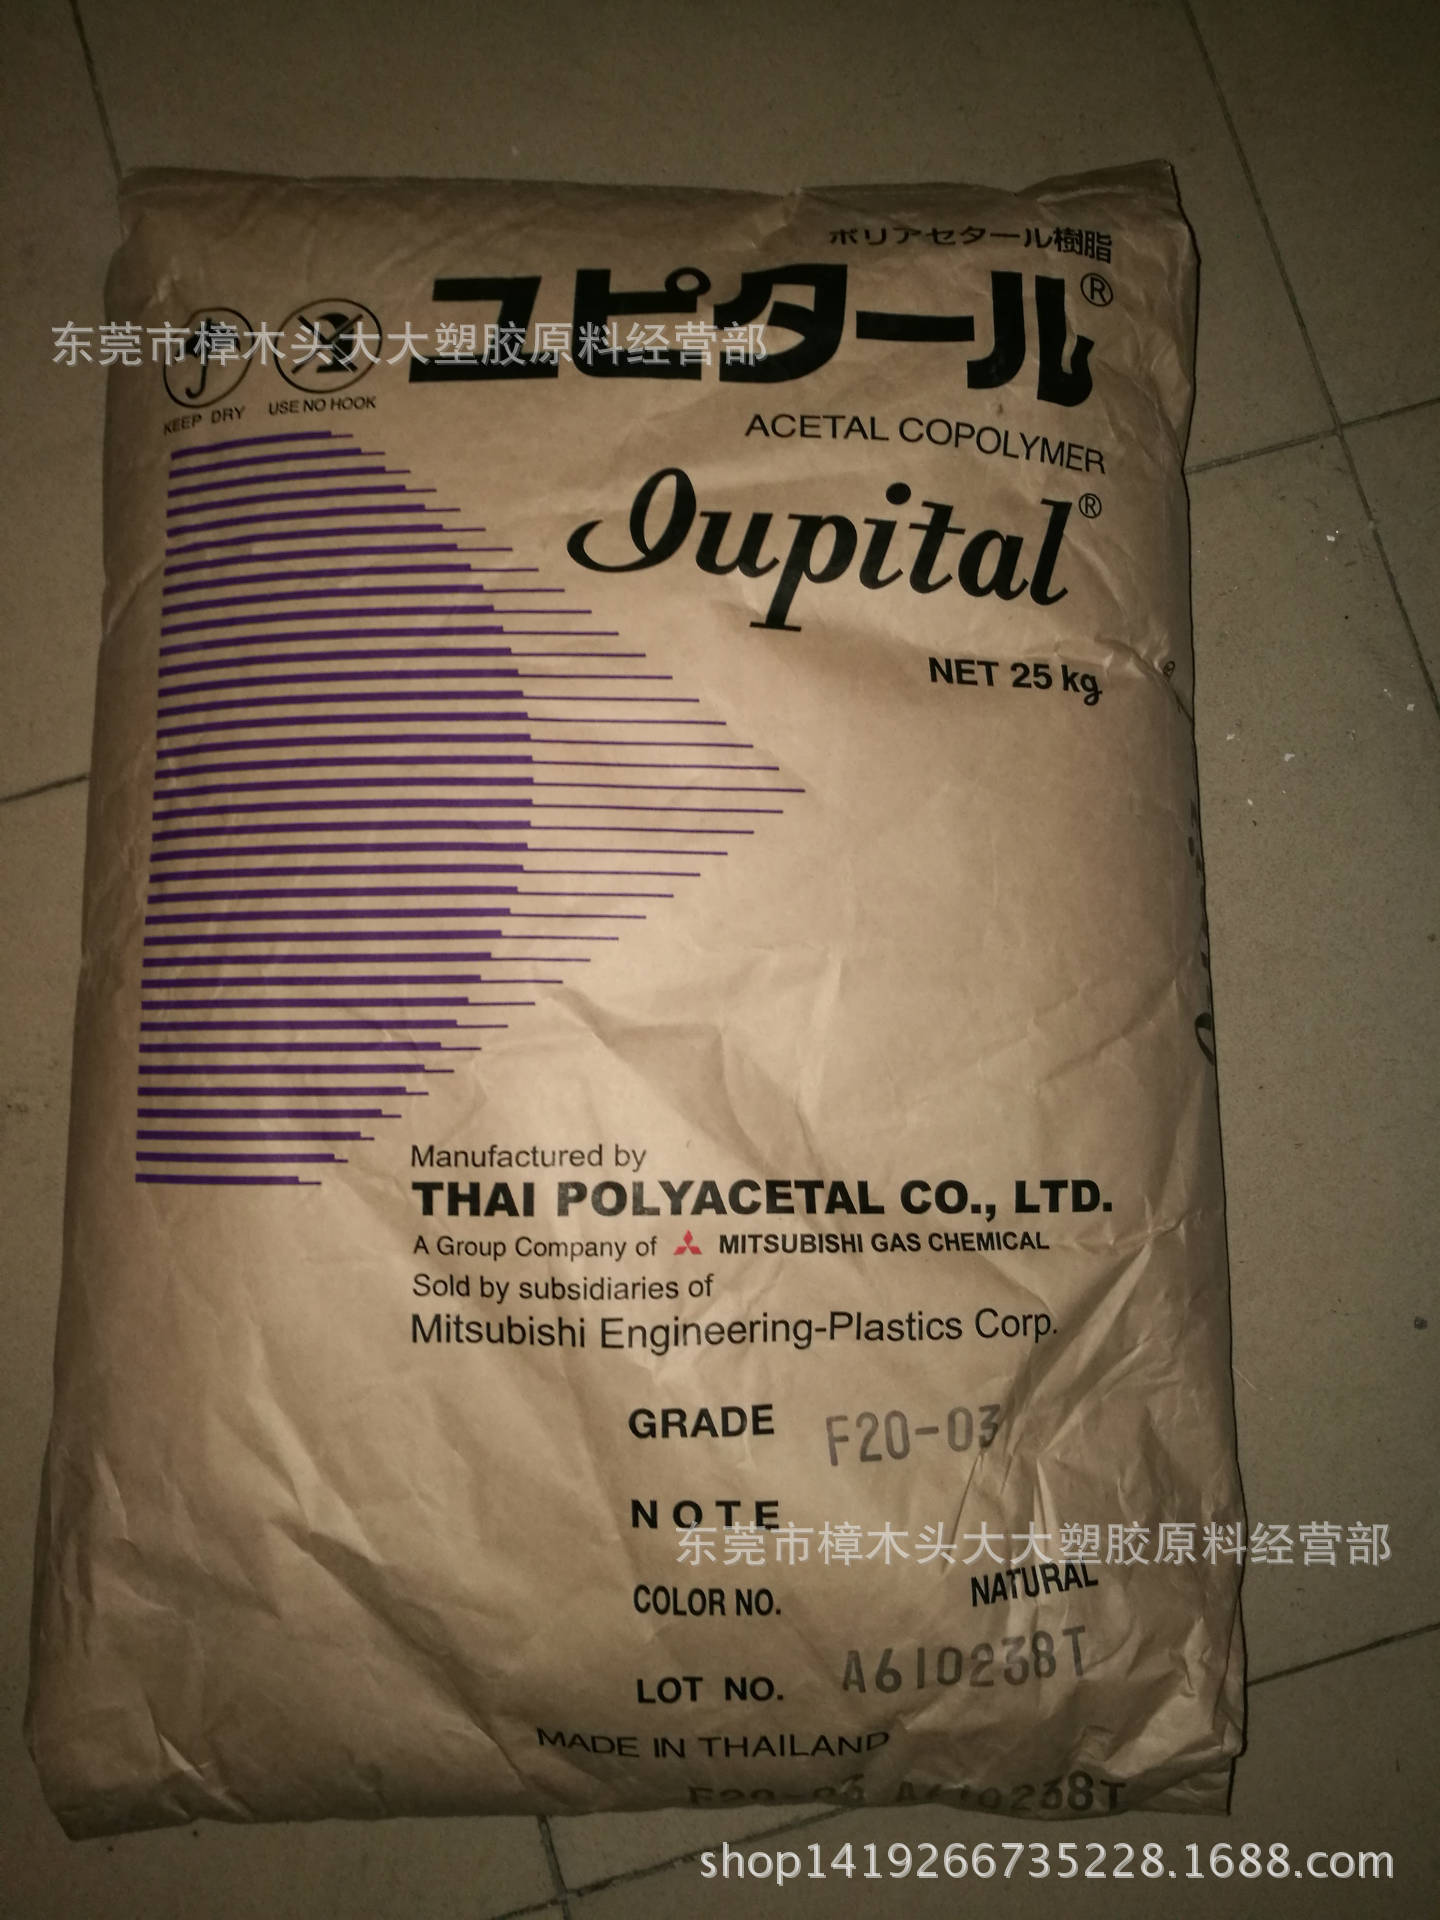 ポリアセタール樹脂
ユピタール®
东莞市樟木头大大塑胶原料经营部
KEEP DRY USE NO HOOK
ACETAL COPOLYMER
Iupital®
NET 25 kg
Manufactured by
THAI POLYACETAL CO., LTD.
A Group Company of MITSUBISHI GAS CHEMICAL
Sold by subsidiaries of
Mitsubishi Engineering-Plastics Corp.
GRADE F20-03
NOTE
东莞市樟木头大大塑胶原料经营部
COLOR NO. NATURAL
LOT NO. A610238T
MADE IN THAILAND
F20-03 A610238T
shop1419266735228.1688.com